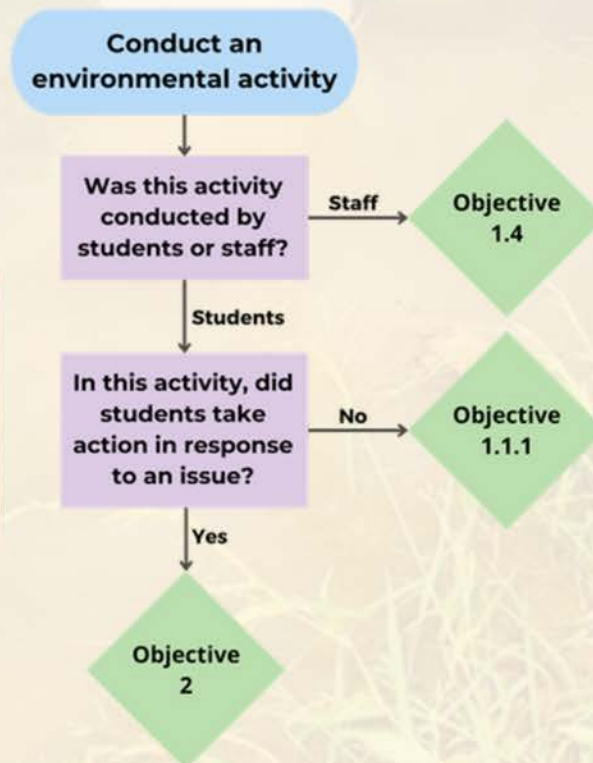 Conduct an
environmental activity
Was this activity
conducted by
students or staff?
Staff
Objective
1.4
Students
In this activity, did
students take
action in response
to an issue?
No
Objective
1.1.1
Yes
Objective
2